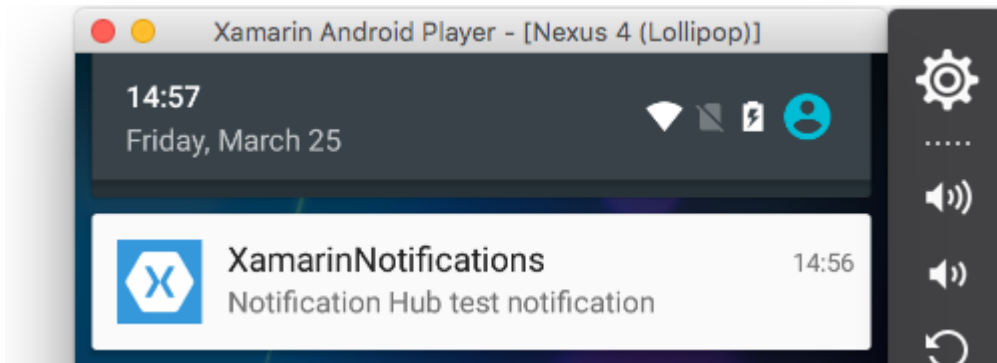 Xamarin Android Player - [Nexus 4 (Lollipop)]
14:57
Friday, March 25
XamarinNotifications
14:56
Notification Hub test notification